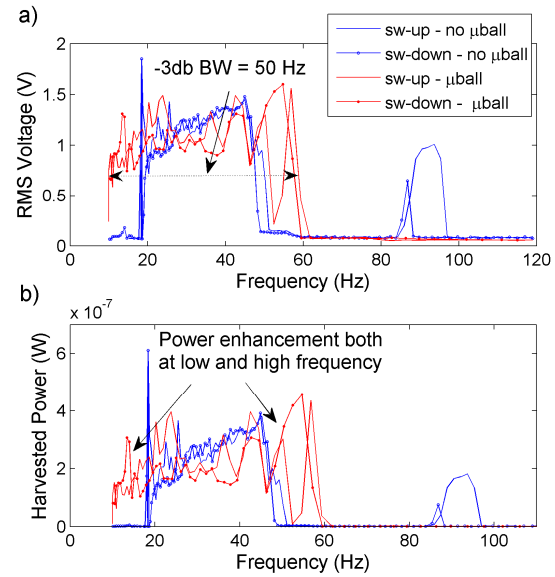 a)
sw-up - no μball
sw-down - no μball
sw-up - μball
sw-down - μball
-3db BW = 50 Hz
RMS Voltage (V)
2
1.5
1
0.5
0
20
40
60
80
100
120
Frequency (Hz)
b)
x 10⁻⁷
Power enhancement both
at low and high frequency
Harvested Power (W)
6
4
2
0
20
40
60
80
100
Frequency (Hz)